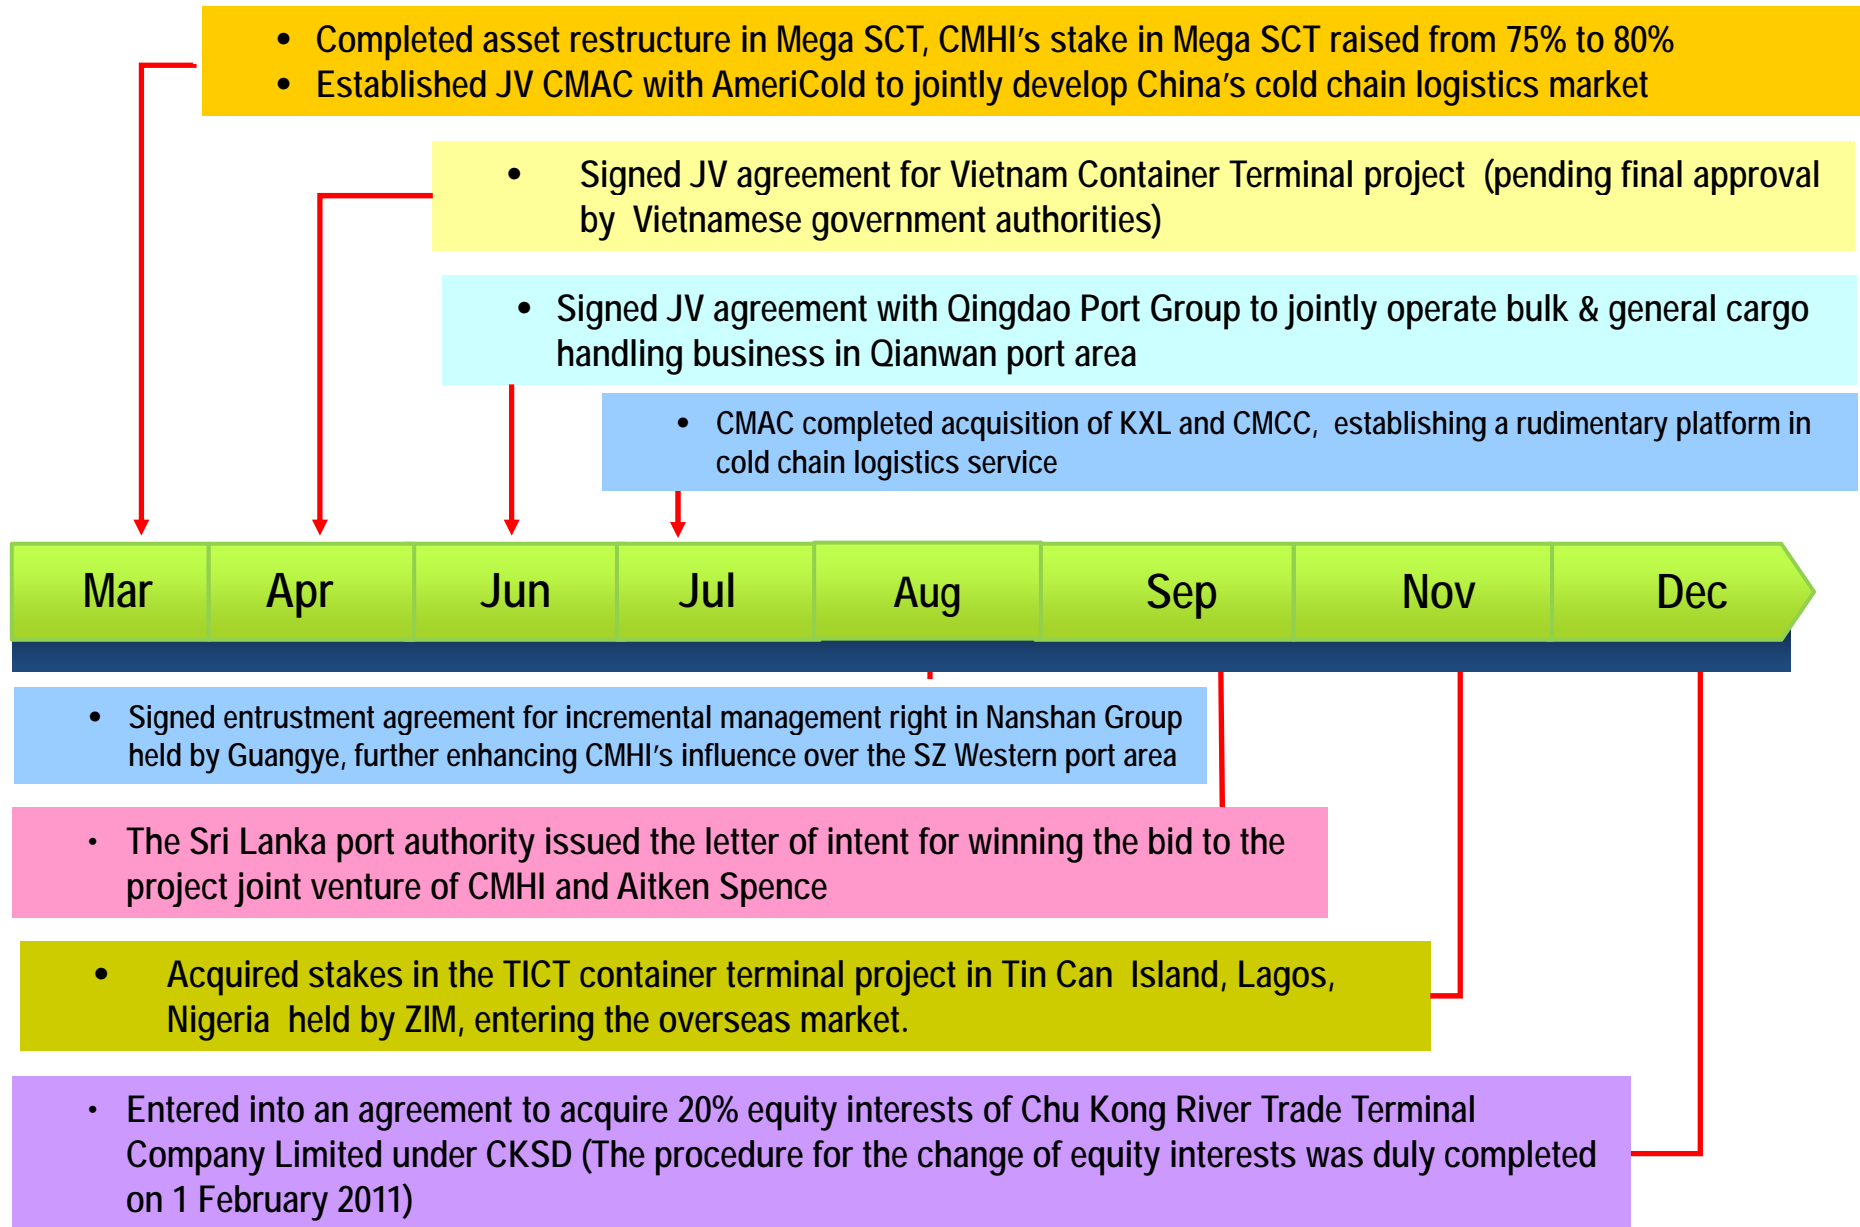 • Completed asset restructure in Mega SCT, CMHI's stake in Mega SCT raised from 75% to 80%
• Established JV CMAC with AmeriCold to jointly develop China's cold chain logistics market
• Signed JV agreement for Vietnam Container Terminal project (pending final approval
by Vietnamese government authorities)
• Signed JV agreement with Qingdao Port Group to jointly operate bulk & general cargo
handling business in Qianwan port area
• CMAC completed acquisition of KXL and CMCC, establishing a rudimentary platform in
cold chain logistics service
Mar Apr Jun Jul Aug Sep Nov Dec
• Signed entrustment agreement for incremental management right in Nanshan Group
held by Guangye, further enhancing CMHI's influence over the SZ Western port area
• The Sri Lanka port authority issued the letter of intent for winning the bid to the
project joint venture of CMHI and Aitken Spence
• Acquired stakes in the TICT container terminal project in Tin Can Island, Lagos,
Nigeria held by ZIM, entering the overseas market.
• Entered into an agreement to acquire 20% equity interests of Chu Kong River Trade Terminal
Company Limited under CKSD (The procedure for the change of equity interests was duly completed
on 1 February 2011)